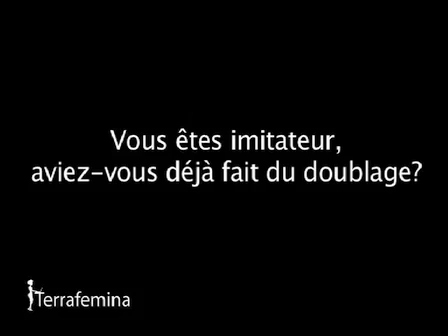 Vous êtes imitateur,
aviez-vous déjà fait du doublage?
Terrafemina